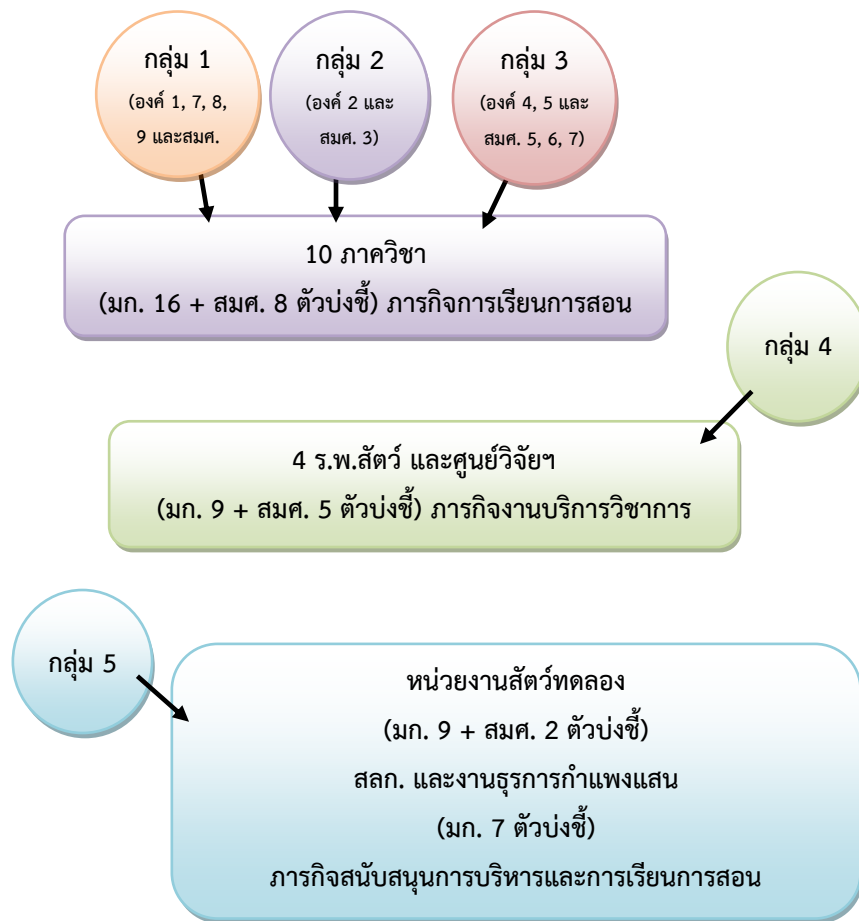 กลุ่ม 1
(องค์ 1, 7, 8,
9 และสมศ.
กลุ่ม 2
(องค์ 2 และ
สมศ. 3)
กลุ่ม 3
(องค์ 4, 5 และ
สมศ. 5, 6, 7)
10 ภาควิชา
(มก. 16 + สมศ. 8 ตัวบ่งชี้) ภารกิจการเรียนการสอน
กลุ่ม 4
4 ร.พ.สัตว์ และศูนย์วิจัยฯ
(มก. 9 + สมศ. 5 ตัวบ่งชี้) ภารกิจงานบริการวิชาการ
กลุ่ม 5
หน่วยงานสัตว์ทดลอง
(มก. 9 + สมศ. 2 ตัวบ่งชี้)
สลก. และงานธุรการกำแพงแสน
(มก. 7 ตัวบ่งชี้)
ภารกิจสนับสนุนการบริหารและการเรียนการสอน